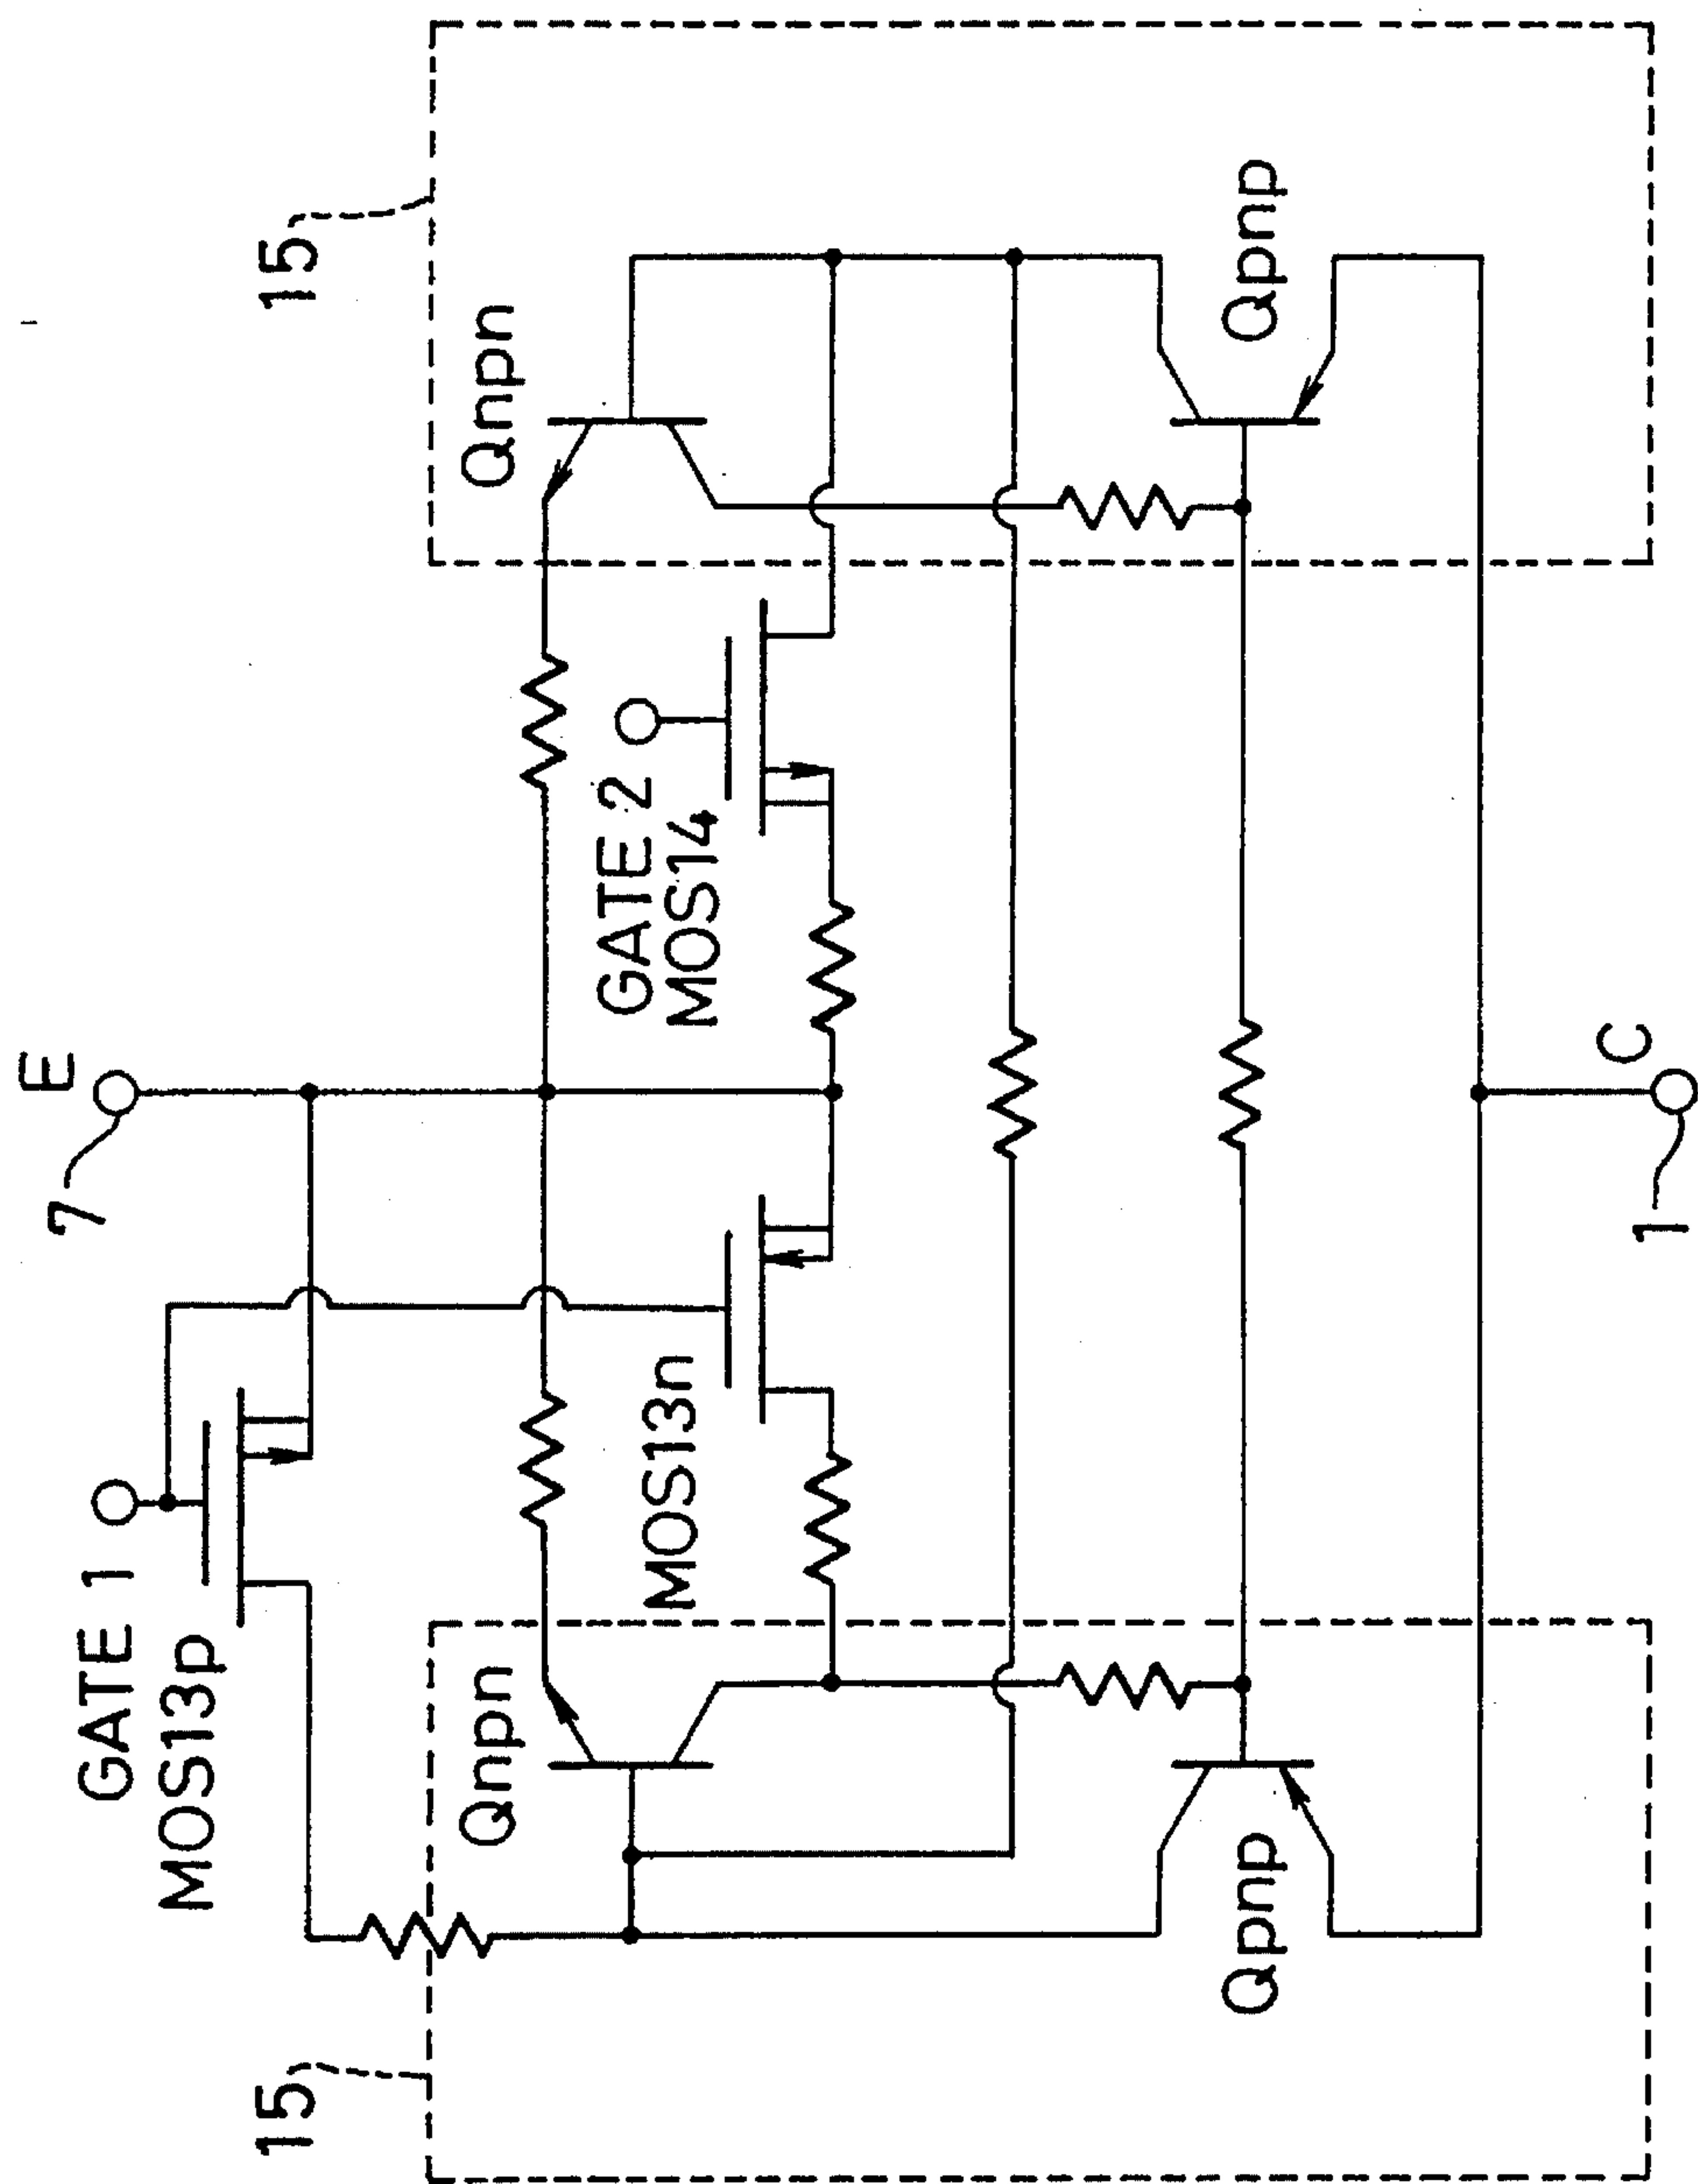 GATE 1
MOS13p
7
E
15
15
Qnpn
MOS13n
GATE 2
MOS14
Qnpn
Qpnp
Qpnp
1
C